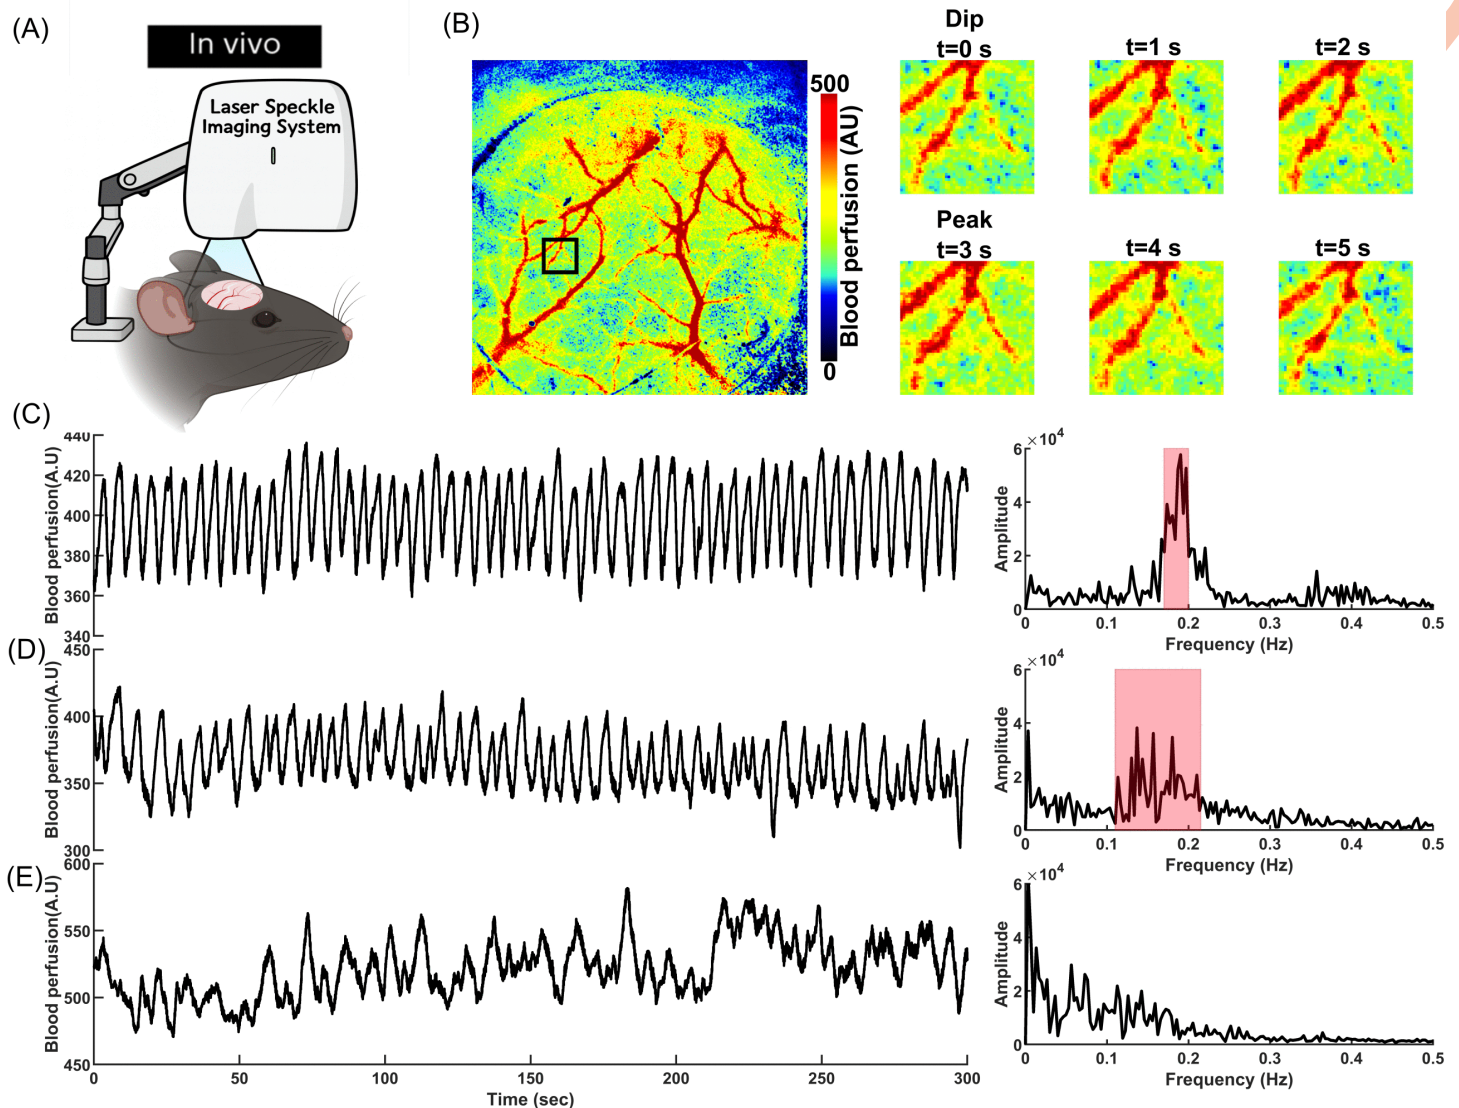 (A)
In vivo
Laser Speckle
Imaging System
(B)
500
Blood perfusion (AU)
0
Dip
t=0 s
t=1 s
t=2 s
Peak
t=3 s
t=4 s
t=5 s
(C)
Blood perfusion(A.U)
440
420
400
380
360
340
Amplitude
×10⁴
6
4
2
0
0 0.1 0.2 0.3 0.4 0.5
Frequency (Hz)
(D)
Blood perfusion(A.U)
450
400
350
300
Amplitude
×10⁴
6
4
2
0
0 0.1 0.2 0.3 0.4 0.5
Frequency (Hz)
(E)
Blood perfusion(A.U)
600
550
500
450
0 50 100 150 200 250 300
Time (sec)
Amplitude
×10⁴
6
4
2
0
0 0.1 0.2 0.3 0.4 0.5
Frequency (Hz)